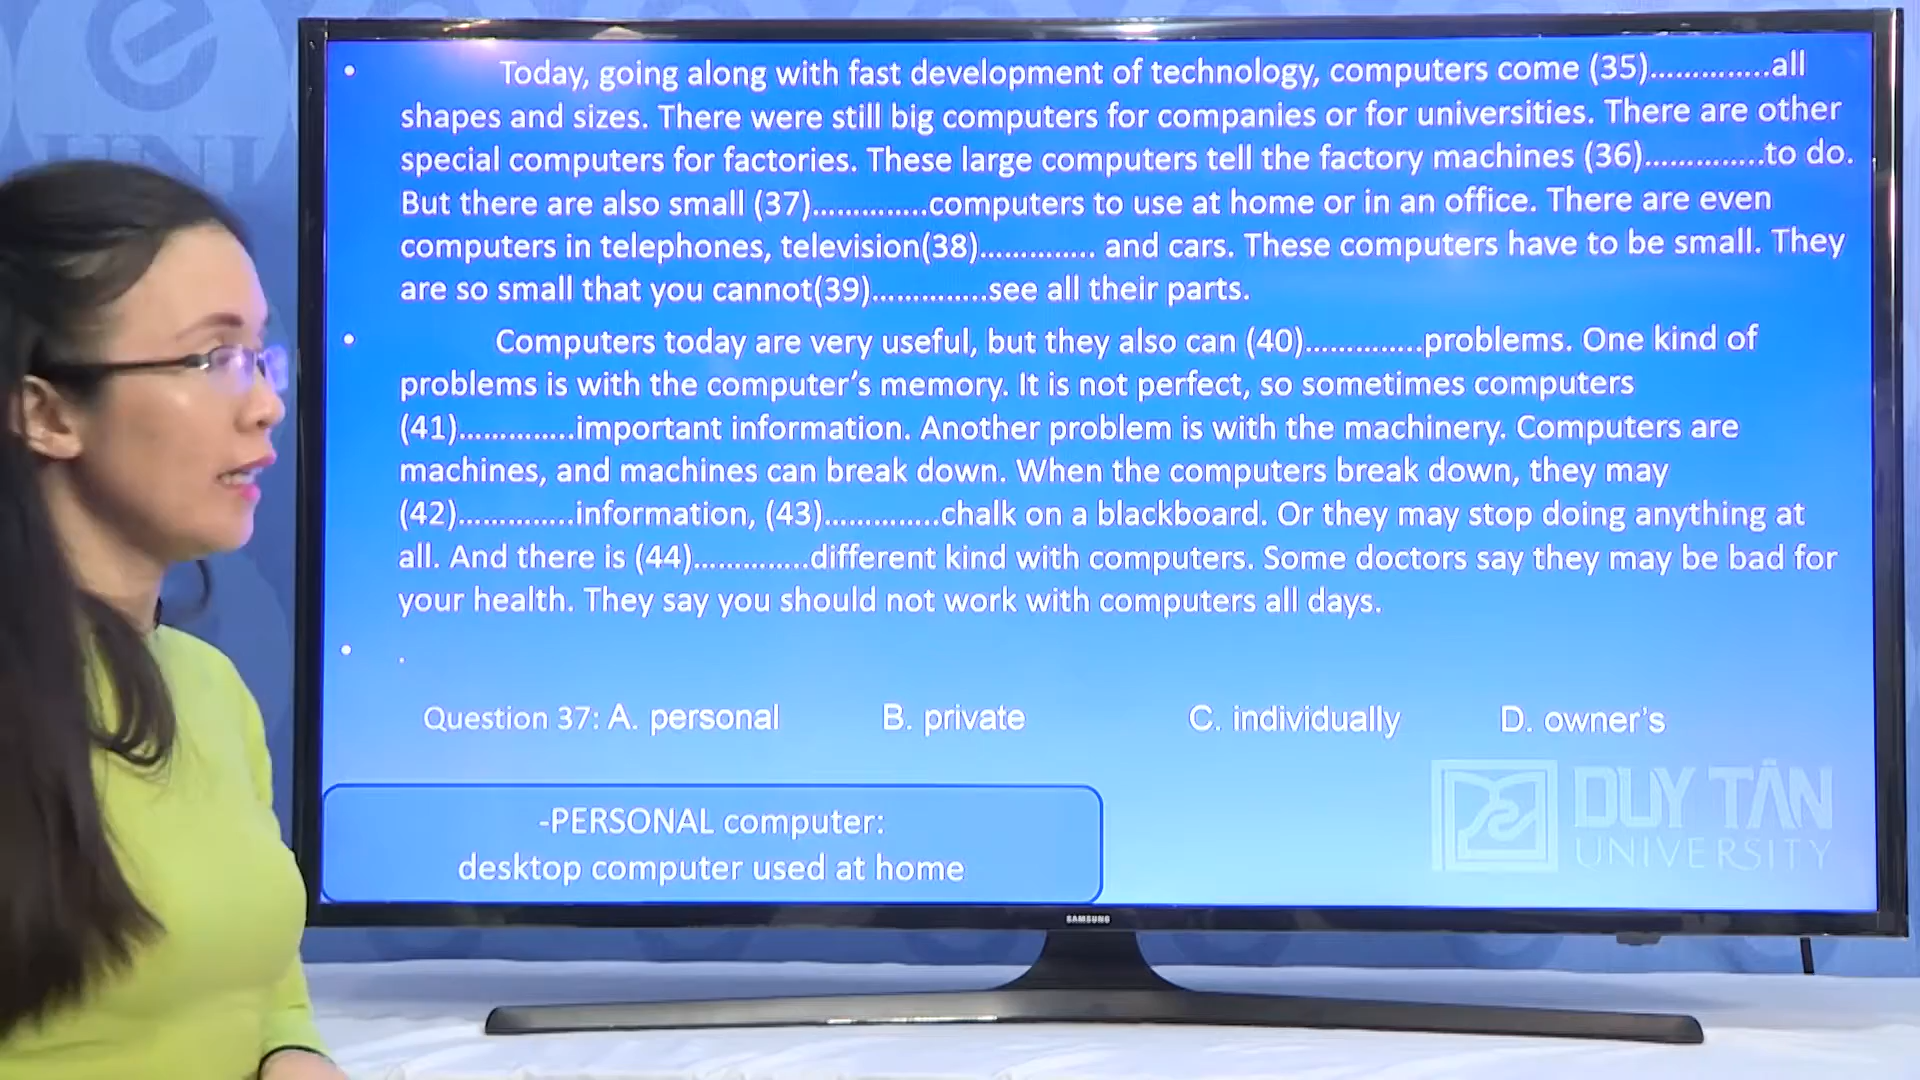 • Today, going along with fast development of technology, computers come (35)..............all
shapes and sizes. There were still big computers for companies or for universities. There are other
special computers for factories. These large computers tell the factory machines (36)..............to do.
But there are also small (37)..............computers to use at home or in an office. There are even
computers in telephones, television(38).............. and cars. These computers have to be small. They
are so small that you cannot(39)..............see all their parts.
• Computers today are very useful, but they also can (40)..............problems. One kind of
problems is with the computer’s memory. It is not perfect, so sometimes computers
(41)..............important information. Another problem is with the machinery. Computers are
machines, and machines can break down. When the computers break down, they may
(42)..............information, (43)..............chalk on a blackboard. Or they may stop doing anything at
all. And there is (44)..............different kind with computers. Some doctors say they may be bad for
your health. They say you should not work with computers all days.
• .
Question 37: A. personal B. private C. individually D. owner’s
-PERSONAL computer:
desktop computer used at home
DUY TÂN
UNIVERSITY
SAMSUNG
UNI